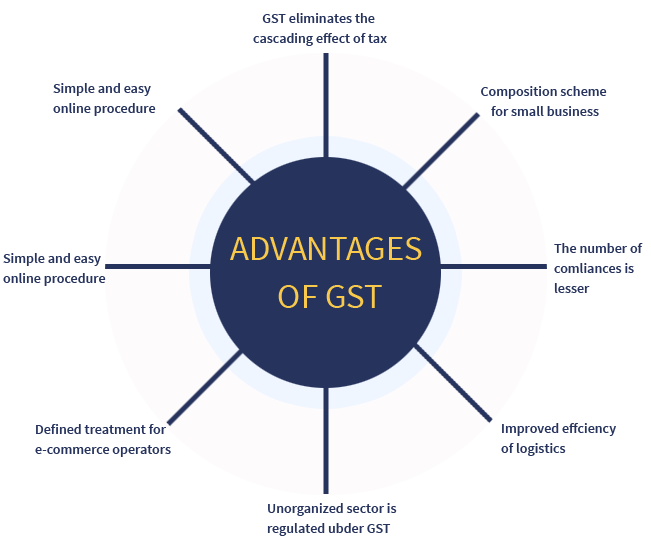 GST eliminates the
cascading effect of tax
Simple and easy
online procedure
Composition scheme
for small business
ADVANTAGES
OF GST
Simple and easy
online procedure
The number of
comliances is
lesser
Defined treatment for
e-commerce operators
Improved effciency
of logistics
Unorganized sector is
regulated ubder GST